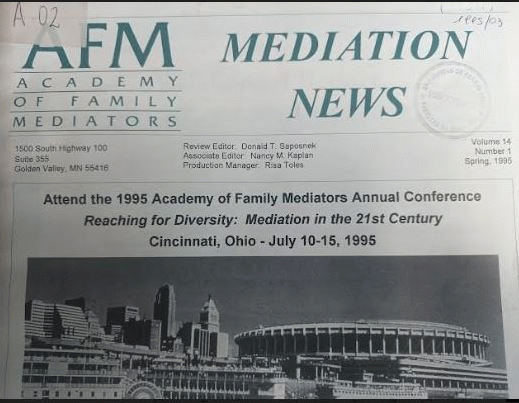 A 02
1995/03
AFM
ACADEMY
OF FAMILY
MEDIATORS
MEDIATION
NEWS
1500 South Highway 100
Suite 355
Golden Valley, MN 55416
Review Editor: Donald T. Saposnek
Associate Editor: Nancy M. Kaplan
Production Manager: Risa Toles
Volume 14
Number 1
Spring, 1995
Attend the 1995 Academy of Family Mediators Annual Conference
Reaching for Diversity: Mediation in the 21st Century
Cincinnati, Ohio - July 10-15, 1995